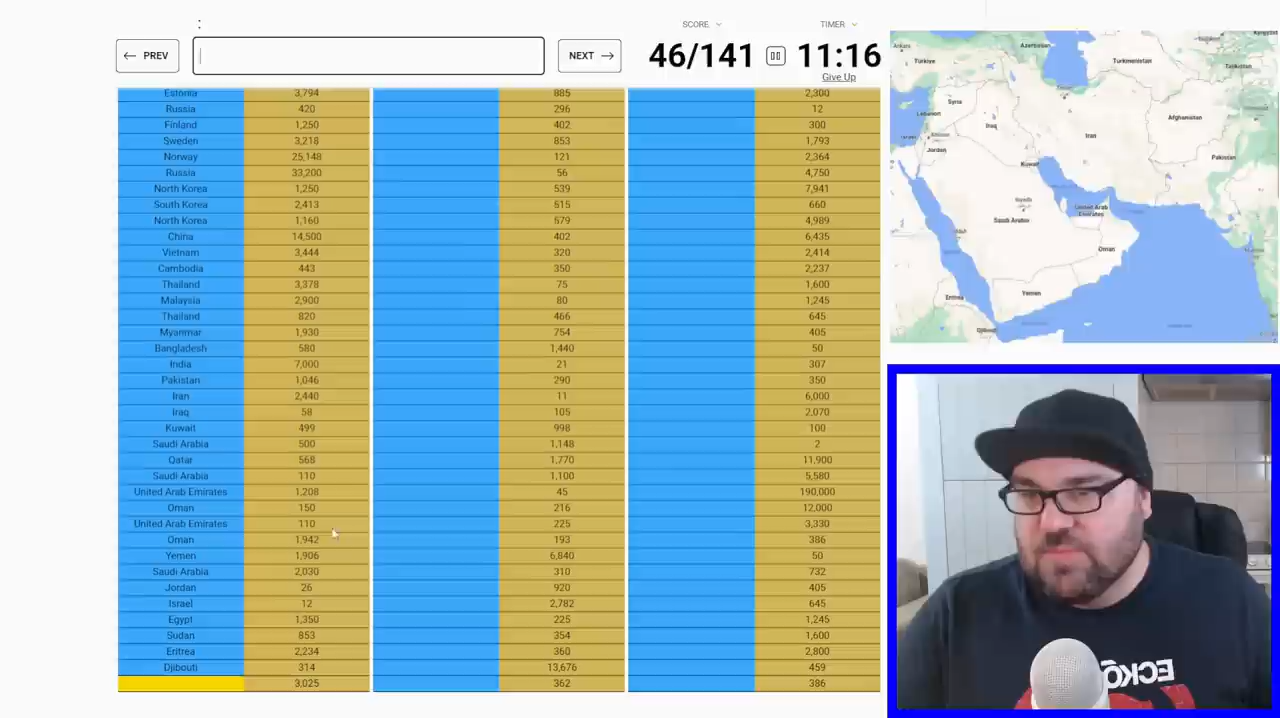 :
SCORE
TIMER
← PREV
NEXT →
46/141
11:16
Give Up
Estonia 3,794 885 2,300
Russia 420 296 12
Finland 1,250 402 300
Sweden 3,218 853 1,793
Norway 25,148 121 2,364
Russia 33,200 56 4,750
North Korea 1,250 539 7,941
South Korea 2,413 515 660
North Korea 1,160 579 4,989
China 14,500 402 6,435
Vietnam 3,444 320 2,414
Cambodia 443 350 2,237
Thailand 3,378 75 1,600
Malaysia 2,900 80 1,245
Thailand 820 466 645
Myanmar 1,930 754 405
Bangladesh 580 1,440 50
India 7,000 21 307
Pakistan 1,046 290 350
Iran 2,440 11 6,000
Iraq 58 105 2,070
Kuwait 499 998 100
Saudi Arabia 500 1,148 2
Qatar 568 1,770 11,900
Saudi Arabia 110 1,100 5,580
United Arab Emirates 1,208 45 190,000
Oman 150 216 12,000
United Arab Emirates 110 225 3,330
Oman 1,942 193 386
Yemen 1,906 6,840 50
Saudi Arabia 2,030 310 732
Jordan 26 920 405
Israel 12 2,782 645
Egypt 1,350 225 1,245
Sudan 853 354 1,600
Eritrea 2,234 360 2,800
Djibouti 314 13,676 459
3,025 362 386
Azerbaijan
Türkiye
Turkmenistan
Syria
Lebanon
Iraq
Iran
Afghanistan
Jordan
Kuwait
Pakistan
Saudi Arabia
United Arab
Emirates
Oman
Yemen
Eritrea
Djibouti
ECKO